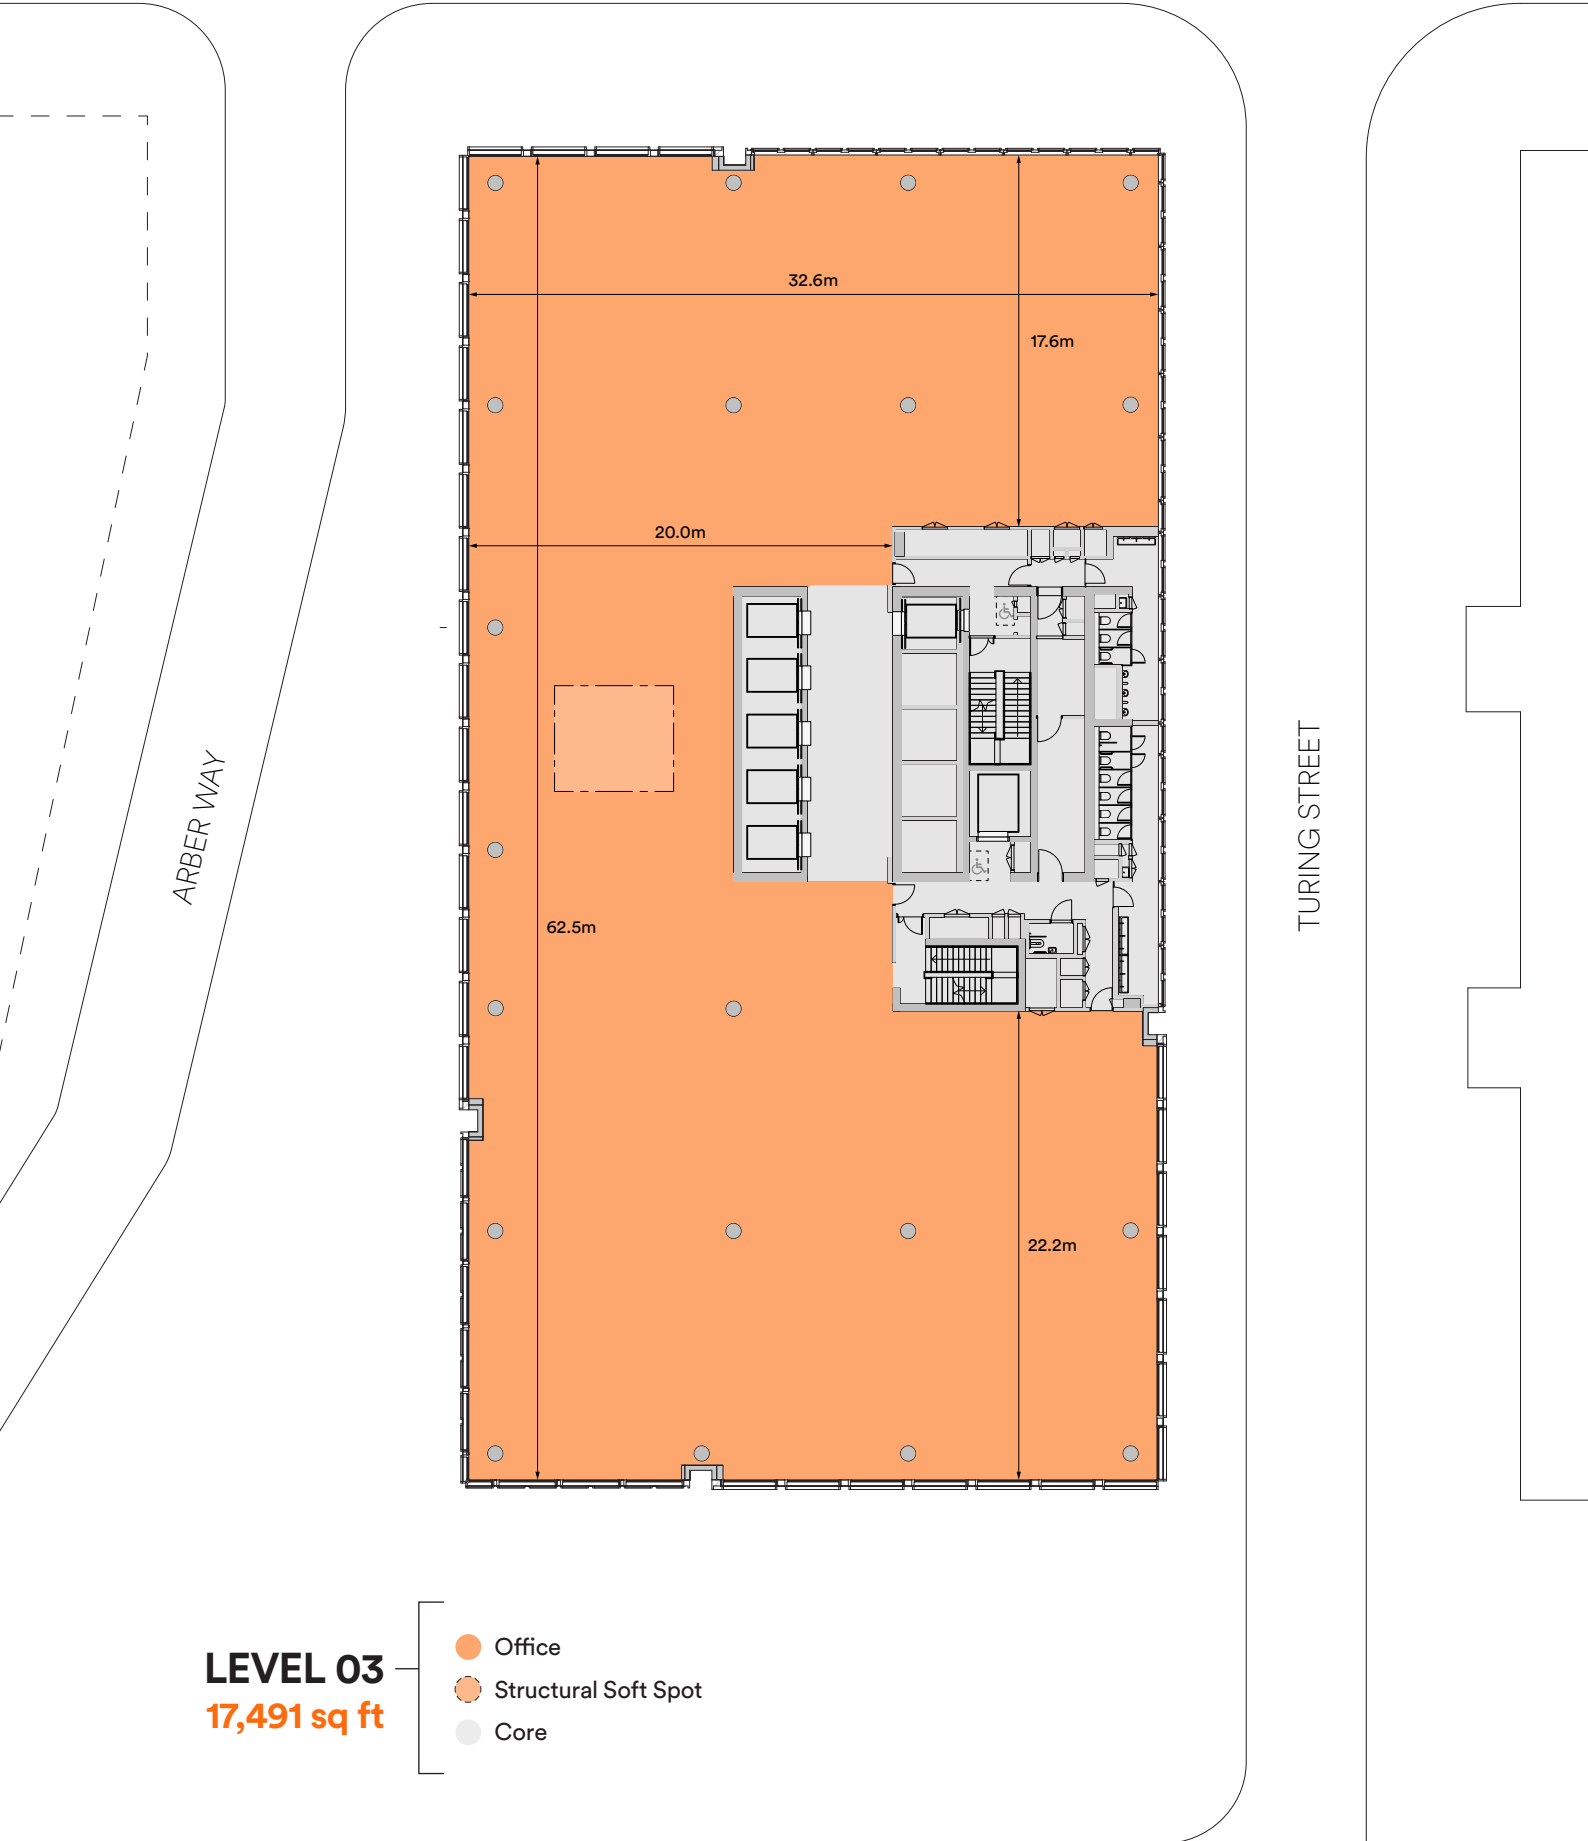 32.6m
17.6m
20.0m
62.5m
22.2m
ARBER WAY
TURING STREET
LEVEL 03
17,491 sq ft
Office
Structural Soft Spot
Core